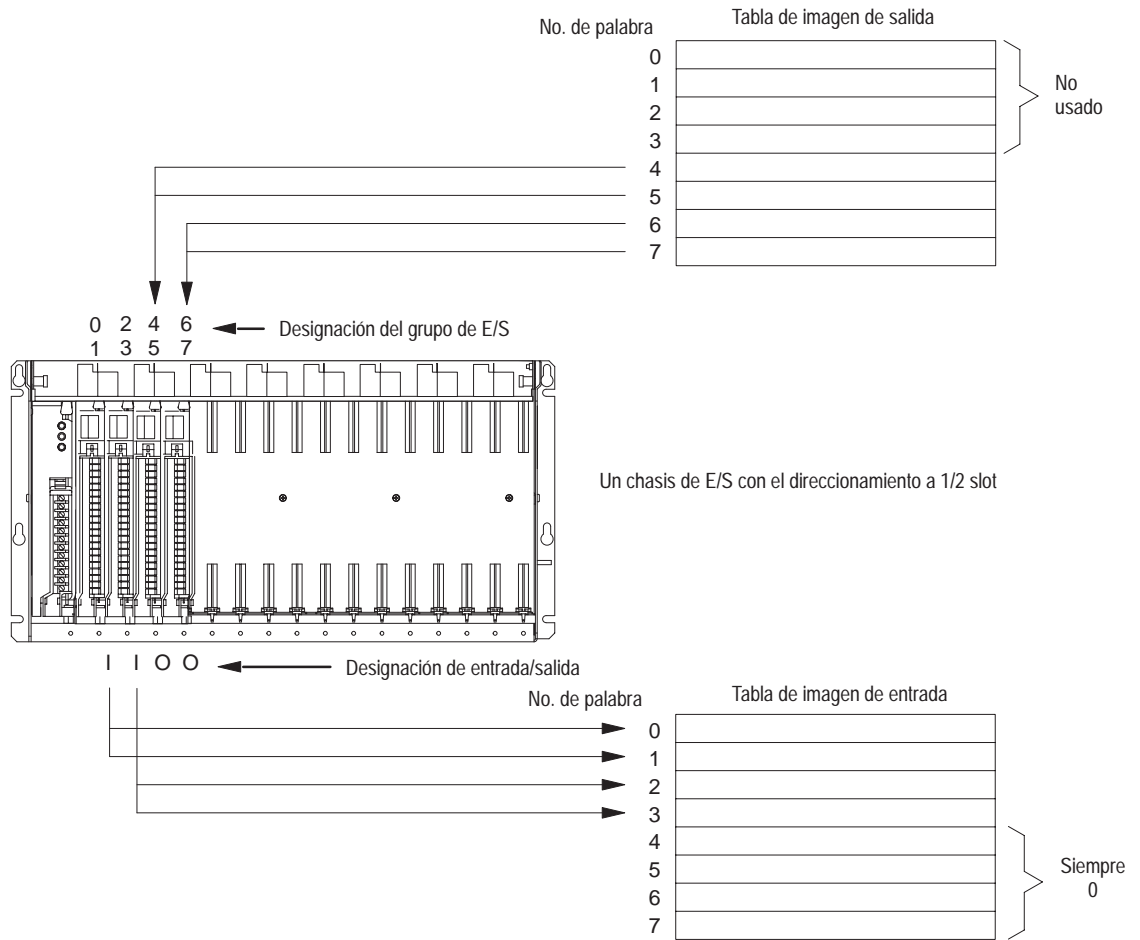 No. de palabra
Tabla de imagen de salida
0
1
2
3
4
5
6
7
No
usado
0 2 4 6
1 3 5 7
Designación del grupo de E/S
Un chasis de E/S con el direccionamiento a 1/2 slot
I I O O
Designación de entrada/salida
No. de palabra
Tabla de imagen de entrada
0
1
2
3
4
5
6
7
Siempre
0